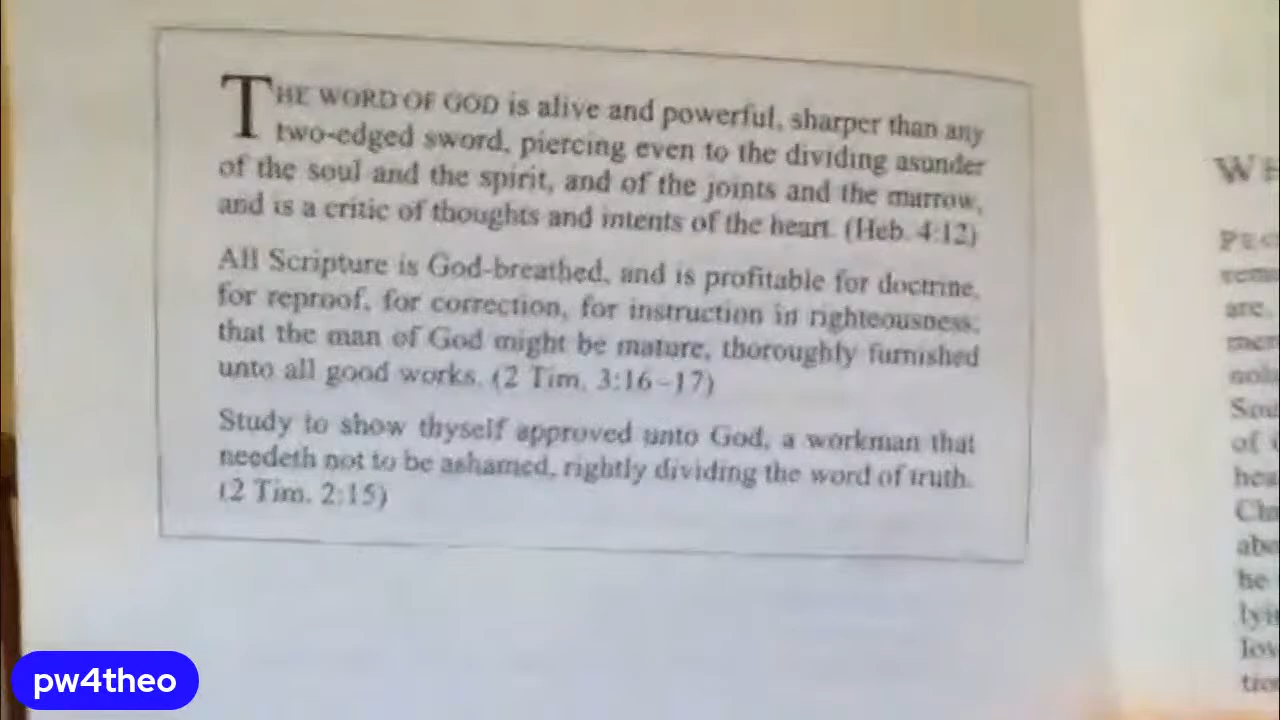 THE WORD OF GOD is alive and powerful, sharper than any
two-edged sword, piercing even to the dividing asunder
of the soul and the spirit, and of the joints and the marrow,
and is a critic of thoughts and intents of the heart. (Heb. 4:12)
All Scripture is God-breathed, and is profitable for doctrine,
for reproof, for correction, for instruction in righteousness;
that the man of God might be mature, thoroughly furnished
unto all good works. (2 Tim. 3:16–17)
Study to show thyself approved unto God, a workman that
needeth not to be ashamed, rightly dividing the word of truth.
(2 Tim. 2:15)
are.
of
he
pw4theo